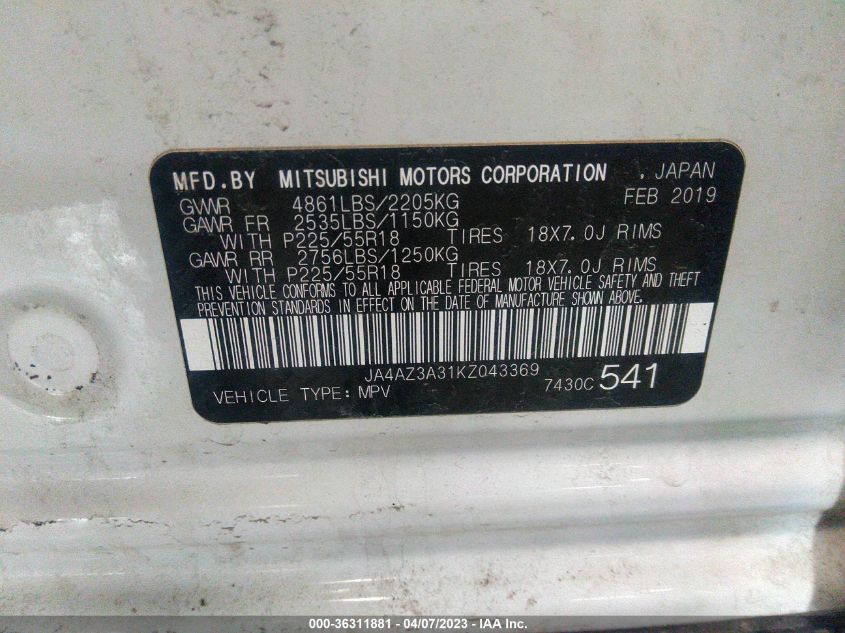 MFD.BY MITSUBISHI MOTORS CORPORATION . JAPAN
GVWR 4861LBS/2205KG FEB 2019
GAWR FR 2535LBS/1150KG
WITH P225/55R18 TIRES 18X7.0J RIMS
GAWR RR 2756LBS/1250KG
WITH P225/55R18 TIRES 18X7.0J RIMS
THIS VEHICLE CONFORMS TO ALL APPLICABLE FEDERAL MOTOR VEHICLE SAFETY AND THEFT
PREVENTION STANDARDS IN EFFECT ON THE DATE OF MANUFACTURE SHOWN ABOVE.
JA4AZ3A31KZ043369
VEHICLE TYPE: MPV 7430C 541
000-36311881 - 04/07/2023 - IAA Inc.